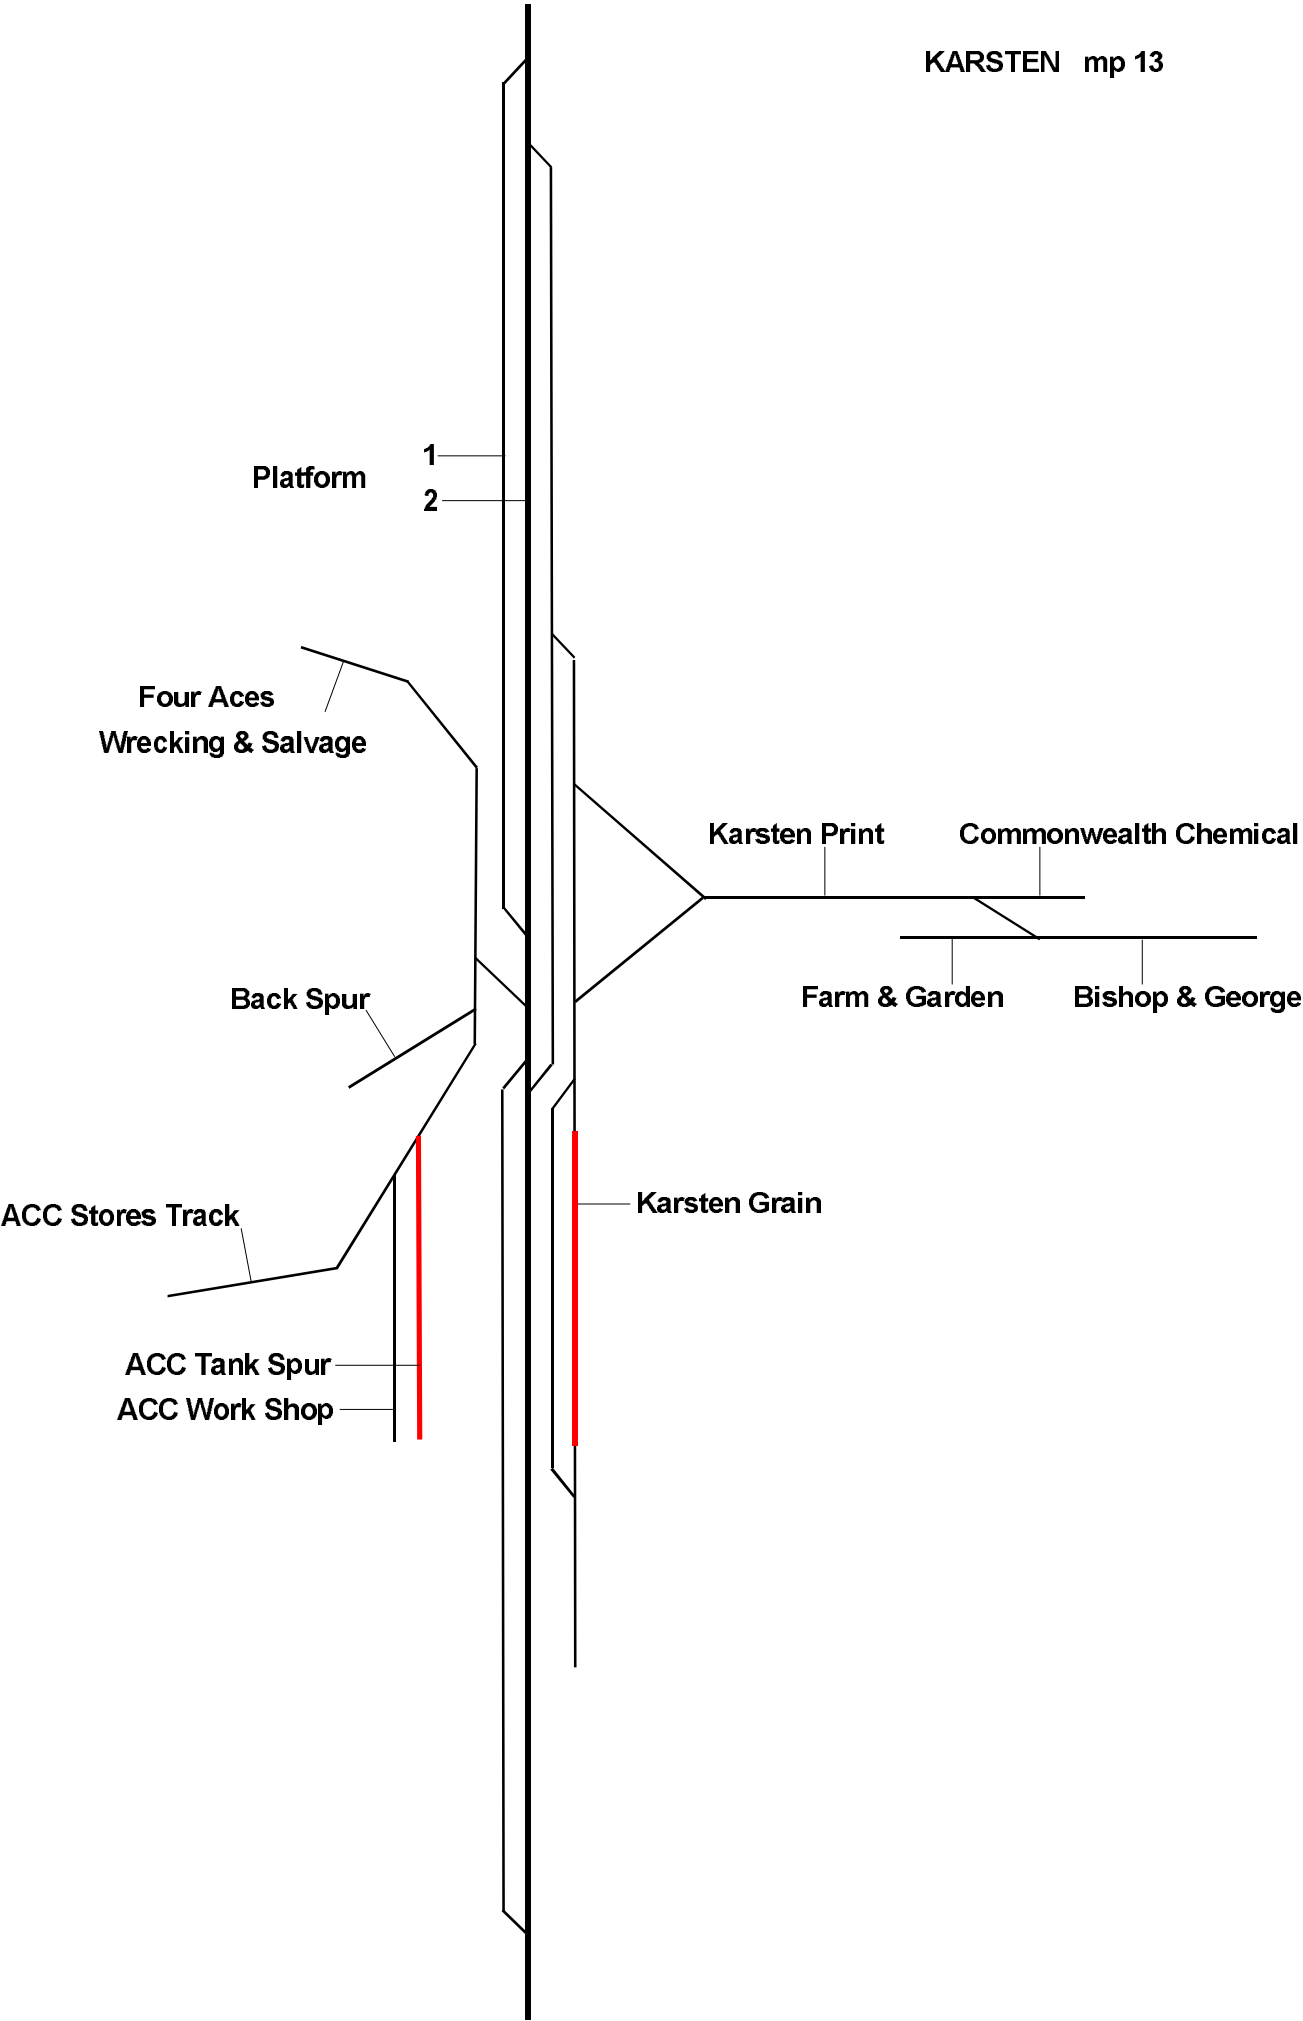 KARSTEN mp 13
1
Platform
2
Four Aces
Wrecking & Salvage
Karsten Print
Commonwealth Chemical
Back Spur
Farm & Garden
Bishop & George
Karsten Grain
ACC Stores Track
ACC Tank Spur
ACC Work Shop